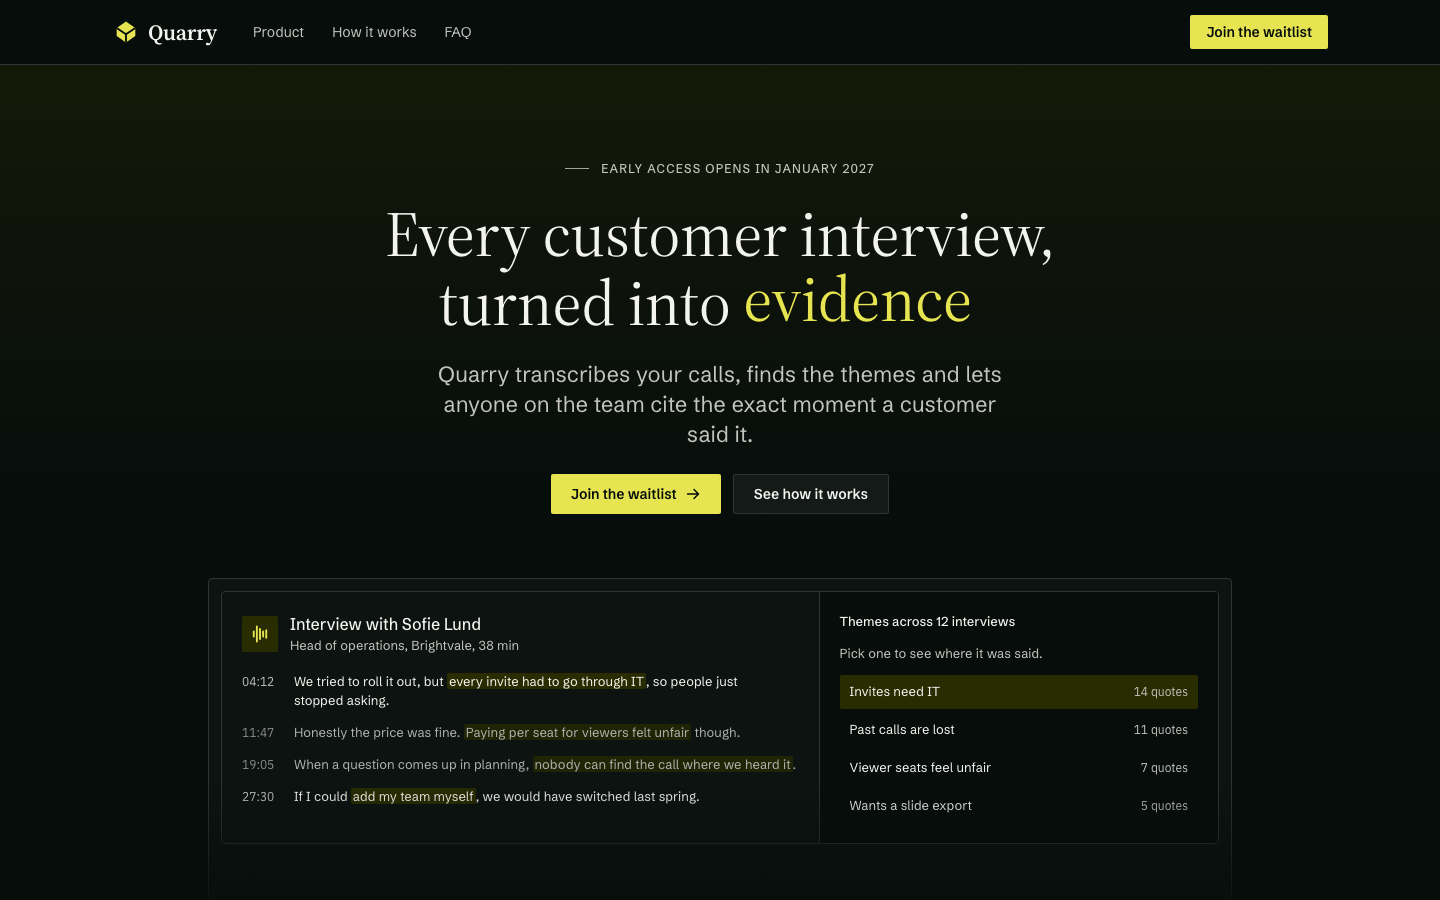 Quarry
Product
How it works
FAQ
Join the waitlist
EARLY ACCESS OPENS IN JANUARY 2027
Every customer interview,
turned into evidence
Quarry transcribes your calls, finds the themes and lets
anyone on the team cite the exact moment a customer
said it.
Join the waitlist
See how it works
Interview with Sofie Lund
Head of operations, Brightvale, 38 min
04:12 We tried to roll it out, but every invite had to go through IT, so people just
stopped asking.
11:47 Honestly the price was fine. Paying per seat for viewers felt unfair though.
19:05 When a question comes up in planning, nobody can find the call where we heard it.
27:30 If I could add my team myself, we would have switched last spring.
Themes across 12 interviews
Pick one to see where it was said.
Invites need IT 14 quotes
Past calls are lost 11 quotes
Viewer seats feel unfair 7 quotes
Wants a slide export 5 quotes